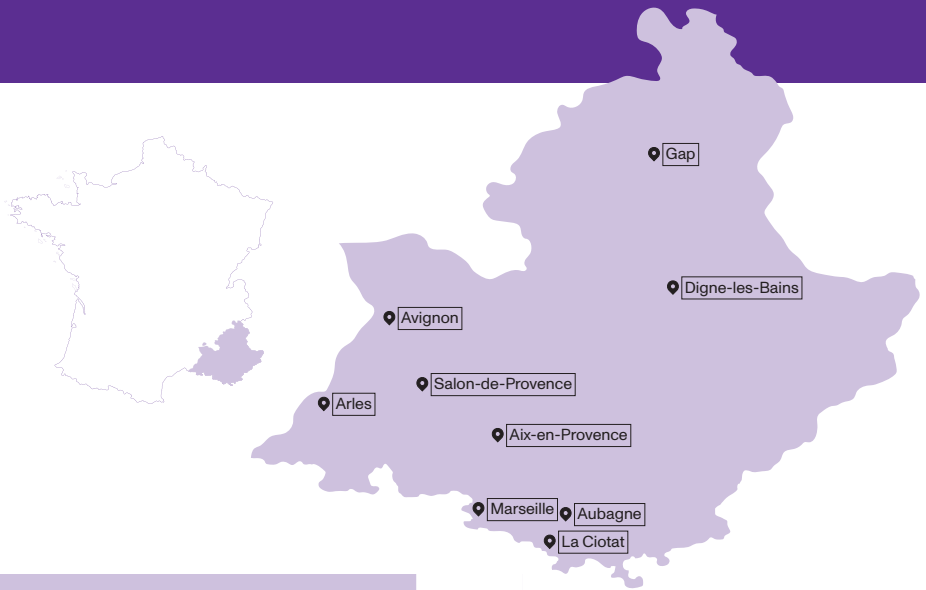 Gap
Digne-les-Bains
Avignon
Salon-de-Provence
Arles
Aix-en-Provence
Marseille
Aubagne
La Ciotat